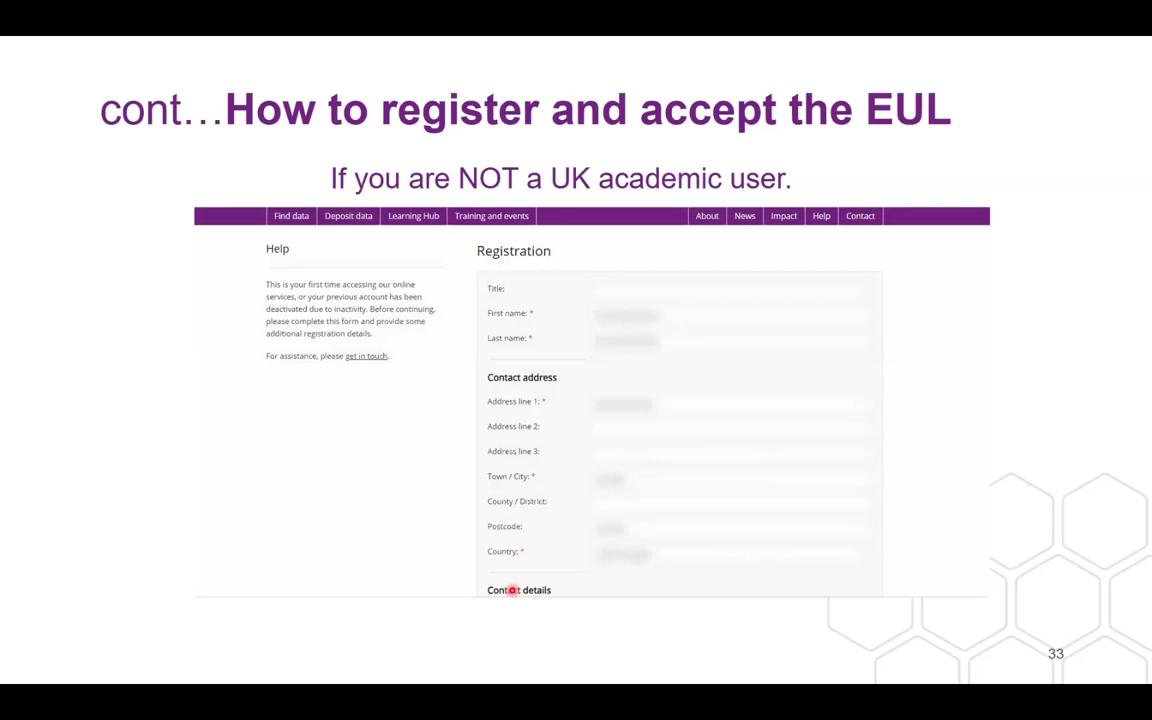 cont…How to register and accept the EUL
If you are NOT a UK academic user.
Find data Deposit data Learning Hub Training and events About News Impact Help Contact
Help
This is your first time accessing our online
services, or your previous account has been
deactivated due to inactivity. Before continuing,
please complete this form and provide some
additional registration details.
For assistance, please get in touch.
Registration
Title:
First name: *
Last name: *
Contact address
Address line 1: *
Address line 2:
Address line 3:
Town / City: *
County / District:
Postcode:
Country: *
Contact details
33